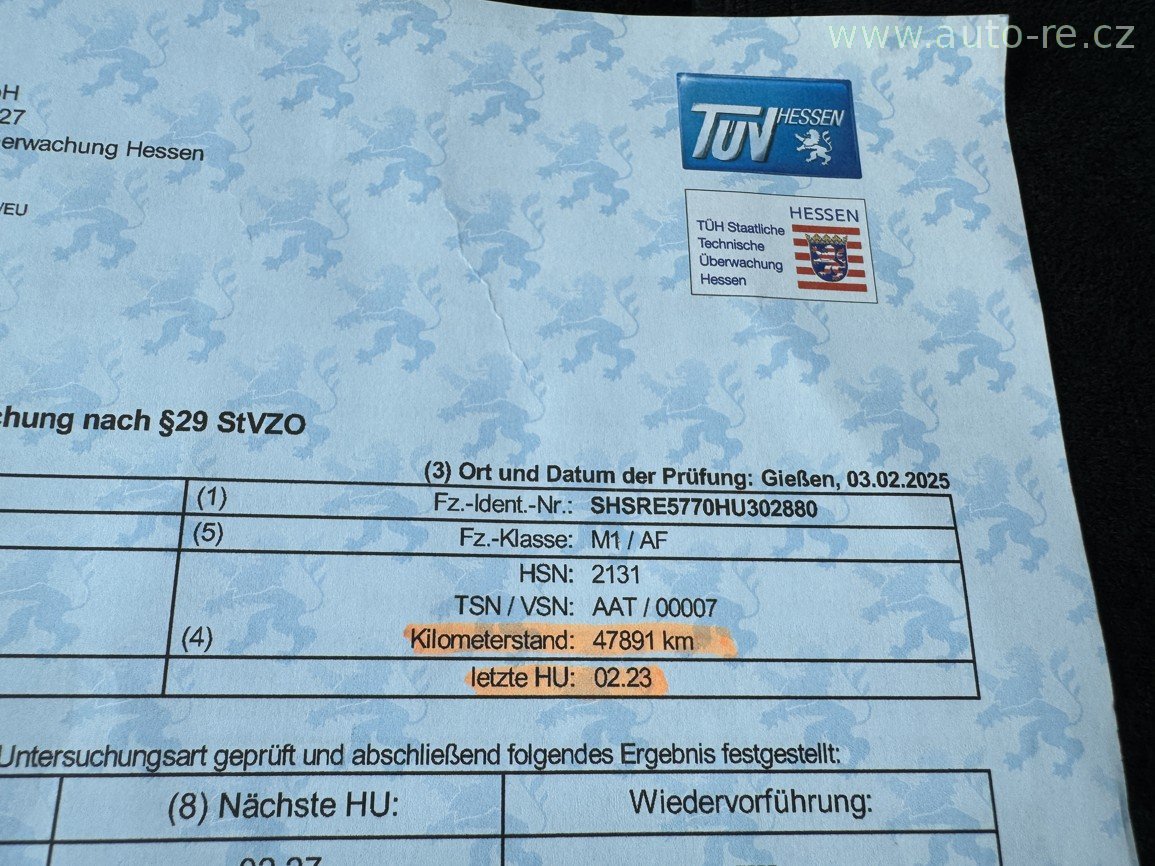 www.auto-re.cz
27
erwachung Hessen
/EU
TÜV HESSEN
HESSEN
TÜH Staatliche
Technische
Überwachung
Hessen
chung nach §29 StVZO
(3) Ort und Datum der Prüfung: Gießen, 03.02.2025
(1) Fz.-Ident.-Nr.: SHSRE5770HU302880
(5) Fz.-Klasse: M1 / AF
HSN: 2131
TSN / VSN: AAT / 00007
(4) Kilometerstand: 47891 km
letzte HU: 02.23
Untersuchungsart geprüft und abschließend folgendes Ergebnis festgestellt:
(8) Nächste HU: Wiedervorführung:
02.27